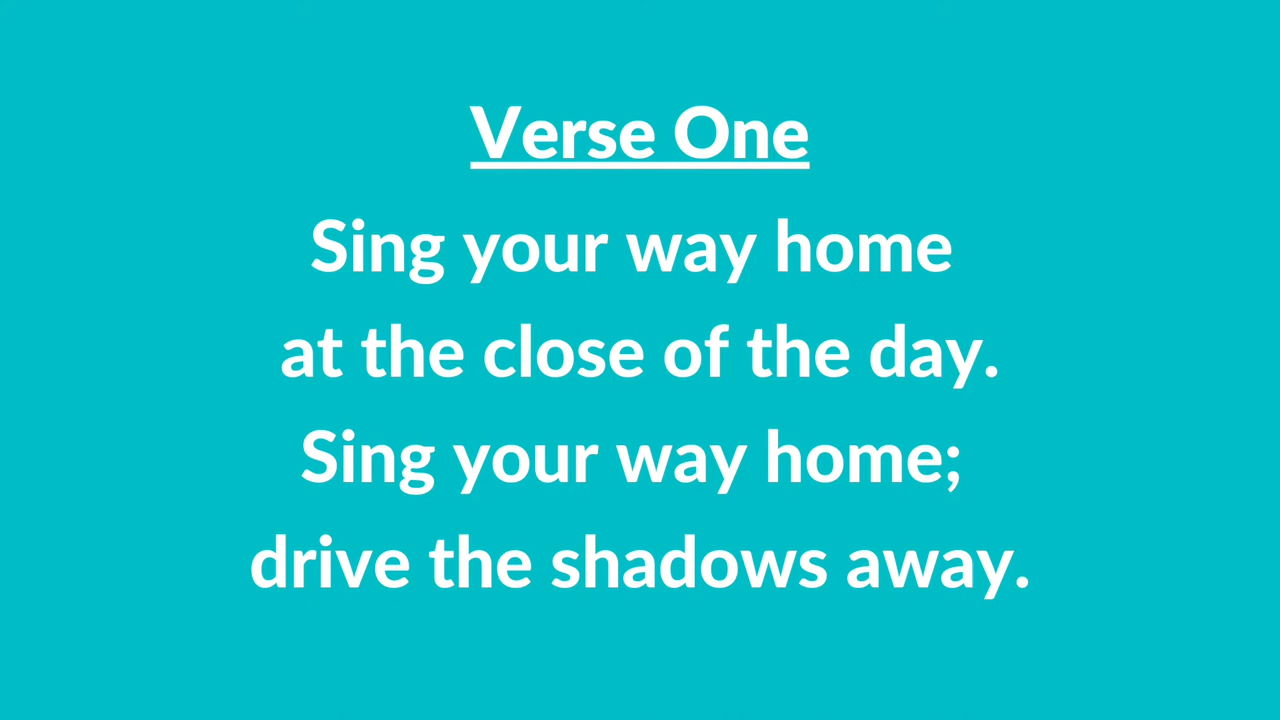 Verse One
Sing your way home
at the close of the day.
Sing your way home;
drive the shadows away.